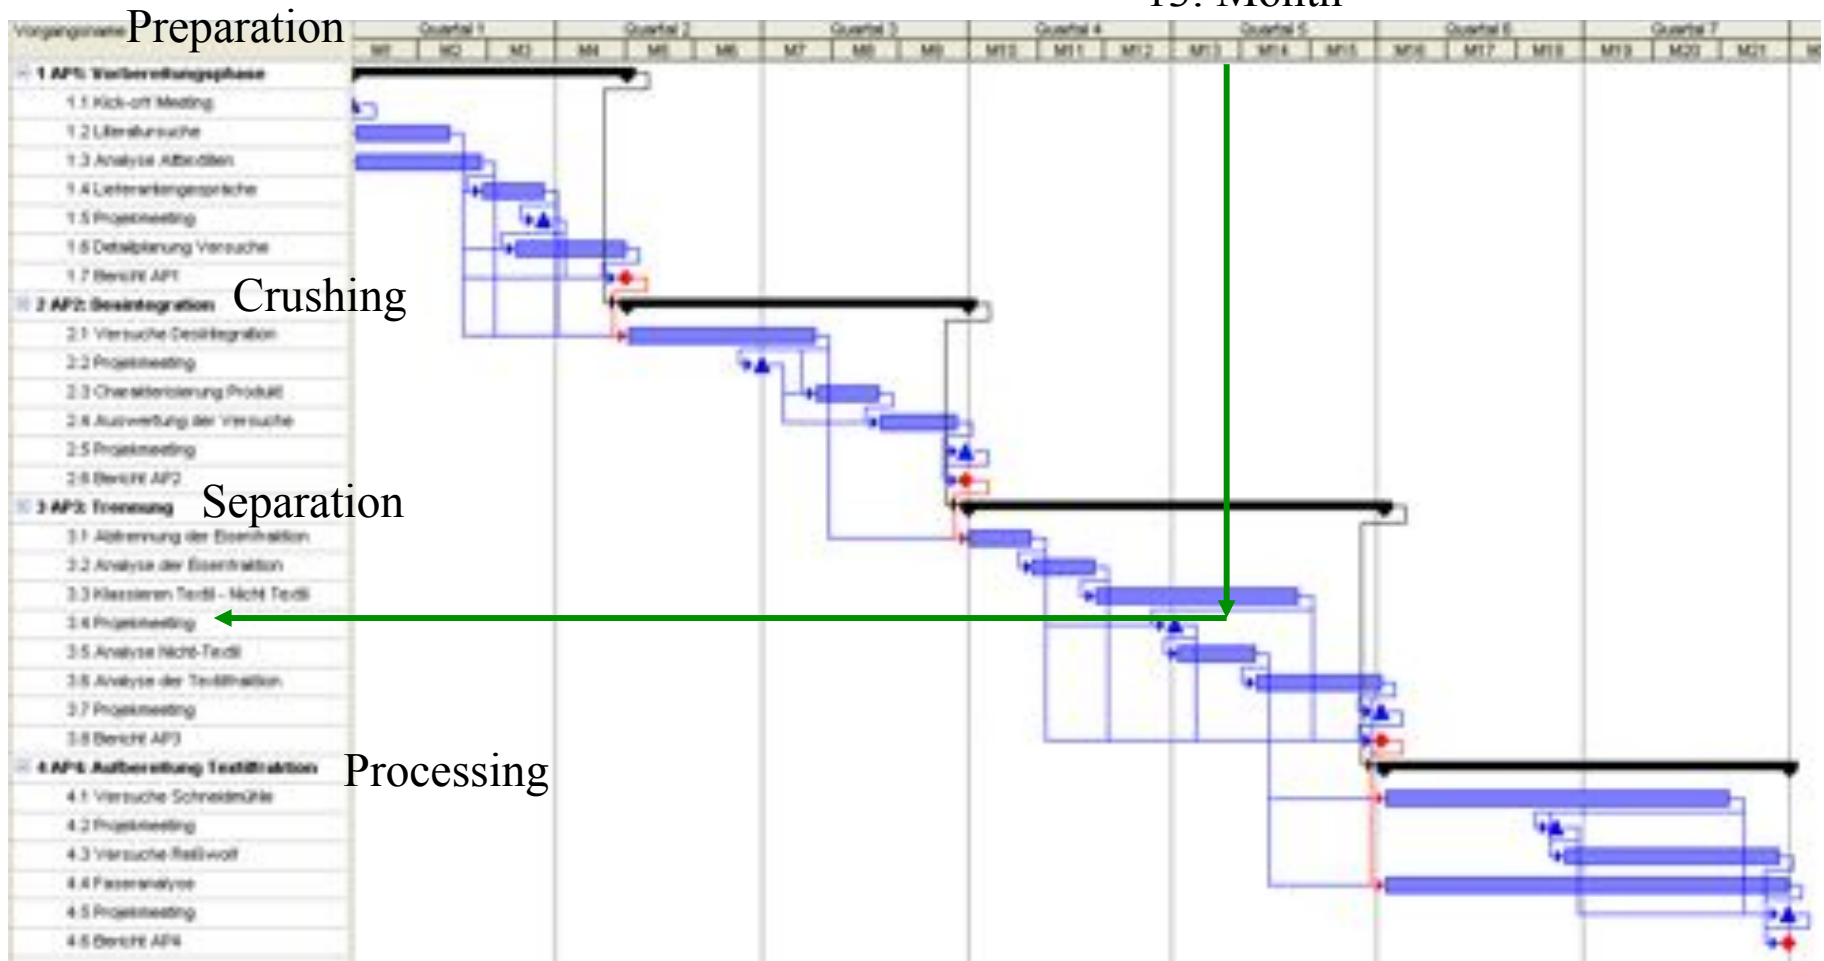 13. Month
Preparation
Vorgangsname Quartal 1 Quartal 2 Quartal 3 Quartal 4 Quartal 5 Quartal 6 Quartal 7
M1 M2 M3 M4 M5 M6 M7 M8 M9 M10 M11 M12 M13 M14 M15 M16 M17 M18 M19 M20 M21
1 AP1: Vorbereitungsphase
1.1 Kick-off Meeting
1.2 Literatursuche
1.3 Analyse Alttextilien
1.4 Lieferantengespräche
1.5 Projektmeeting
1.6 Detailplanung Versuche
1.7 Bericht AP1
2 AP2: Desintegration Crushing
2.1 Versuche Desintegration
2.2 Projektmeeting
2.3 Charakterisierung Produkt
2.4 Auswertung der Versuche
2.5 Projektmeeting
2.6 Bericht AP2
3 AP3: Trennung Separation
3.1 Abtrennung der Eisenfraktion
3.2 Analyse der Eisenfraktion
3.3 Klassieren Textil - Nicht Textil
3.4 Projektmeeting
3.5 Analyse Nicht-Textil
3.6 Analyse der Textilfraktion
3.7 Projektmeeting
3.8 Bericht AP3
4 AP4: Aufbereitung Textilfraktion Processing
4.1 Versuche Schneidmühle
4.2 Projektmeeting
4.3 Versuche Reißwolf
4.4 Faseranalyse
4.5 Projektmeeting
4.6 Bericht AP4